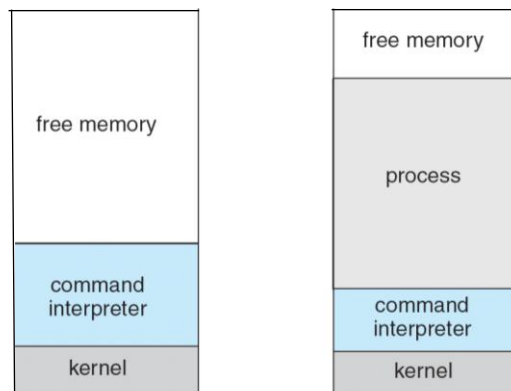 free memory
command
interpreter
kernel
free memory
process
command
interpreter
kernel